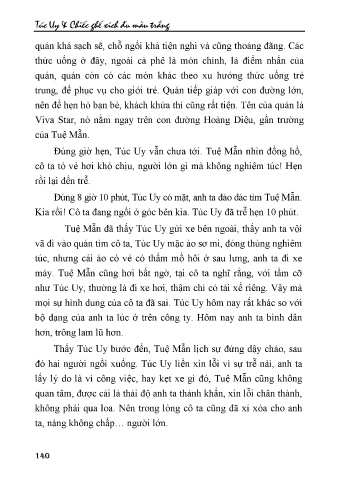 Túc Uy & Chiếc ghế xích đu màu trắng
quán khá sạch sẽ, chỗ ngồi khá tiện nghi và cũng thoáng đãng. Các
thức uống ở đây, ngoài cà phê là món chính, là điểm nhấn của
quán, quán còn có các món khác theo xu hướng thức uống trẻ
trung, để phục vụ cho giới trẻ. Quán tiếp giáp với con đường lớn,
nên để hẹn hò bạn bè, khách khứa thì cũng rất tiện. Tên của quán là
Viva Star, nó nằm ngay trên con đường Hoàng Diệu, gần trường
của Tuệ Mẫn.
Đúng giờ hẹn, Túc Uy vẫn chưa tới. Tuệ Mẫn nhìn đồng hồ,
cô ta tỏ vẻ hơi khó chịu, người lớn gì mà không nghiêm túc! Hẹn
rồi lại đến trễ.
Đúng 8 giờ 10 phút, Túc Uy có mặt, anh ta dáo dác tìm Tuệ Mẫn.
Kia rồi! Cô ta đang ngồi ở góc bên kia. Túc Uy đã trễ hẹn 10 phút.
Tuệ Mẫn đã thấy Túc Uy gửi xe bên ngoài, thấy anh ta vội
vã đi vào quán tìm cô ta, Túc Uy mặc áo sơ mi, đóng thùng nghiêm
túc, nhưng cái áo có vẻ có thấm mồ hôi ở sau lưng, anh ta đi xe
máy. Tuệ Mẫn cũng hơi bất ngờ, tại cô ta nghĩ rằng, với tầm cỡ
như Túc Uy, thường là đi xe hơi, thậm chí có tài xế riêng. Vậy mà
mọi sự hình dung của cô ta đã sai. Túc Uy hôm nay rất khác so với
bộ dạng của anh ta lúc ở trên công ty. Hôm nay anh ta bình dân
hơn, trông lam lũ hơn.
Thấy Túc Uy bước đến, Tuệ Mẫn lịch sự đứng dậy chào, sau
đó hai người ngồi xuống. Túc Uy liền xin lỗi vì sự trễ nải, anh ta
lấy lý do là vì công việc, hay kẹt xe gì đó, Tuệ Mẫn cũng không
quan tâm, được cái là thái độ anh ta thành khẩn, xin lỗi chân thành,
không phải qua loa. Nên trong lòng cô ta cũng đã xí xóa cho anh
ta, nàng không chấp… người lớn.
140